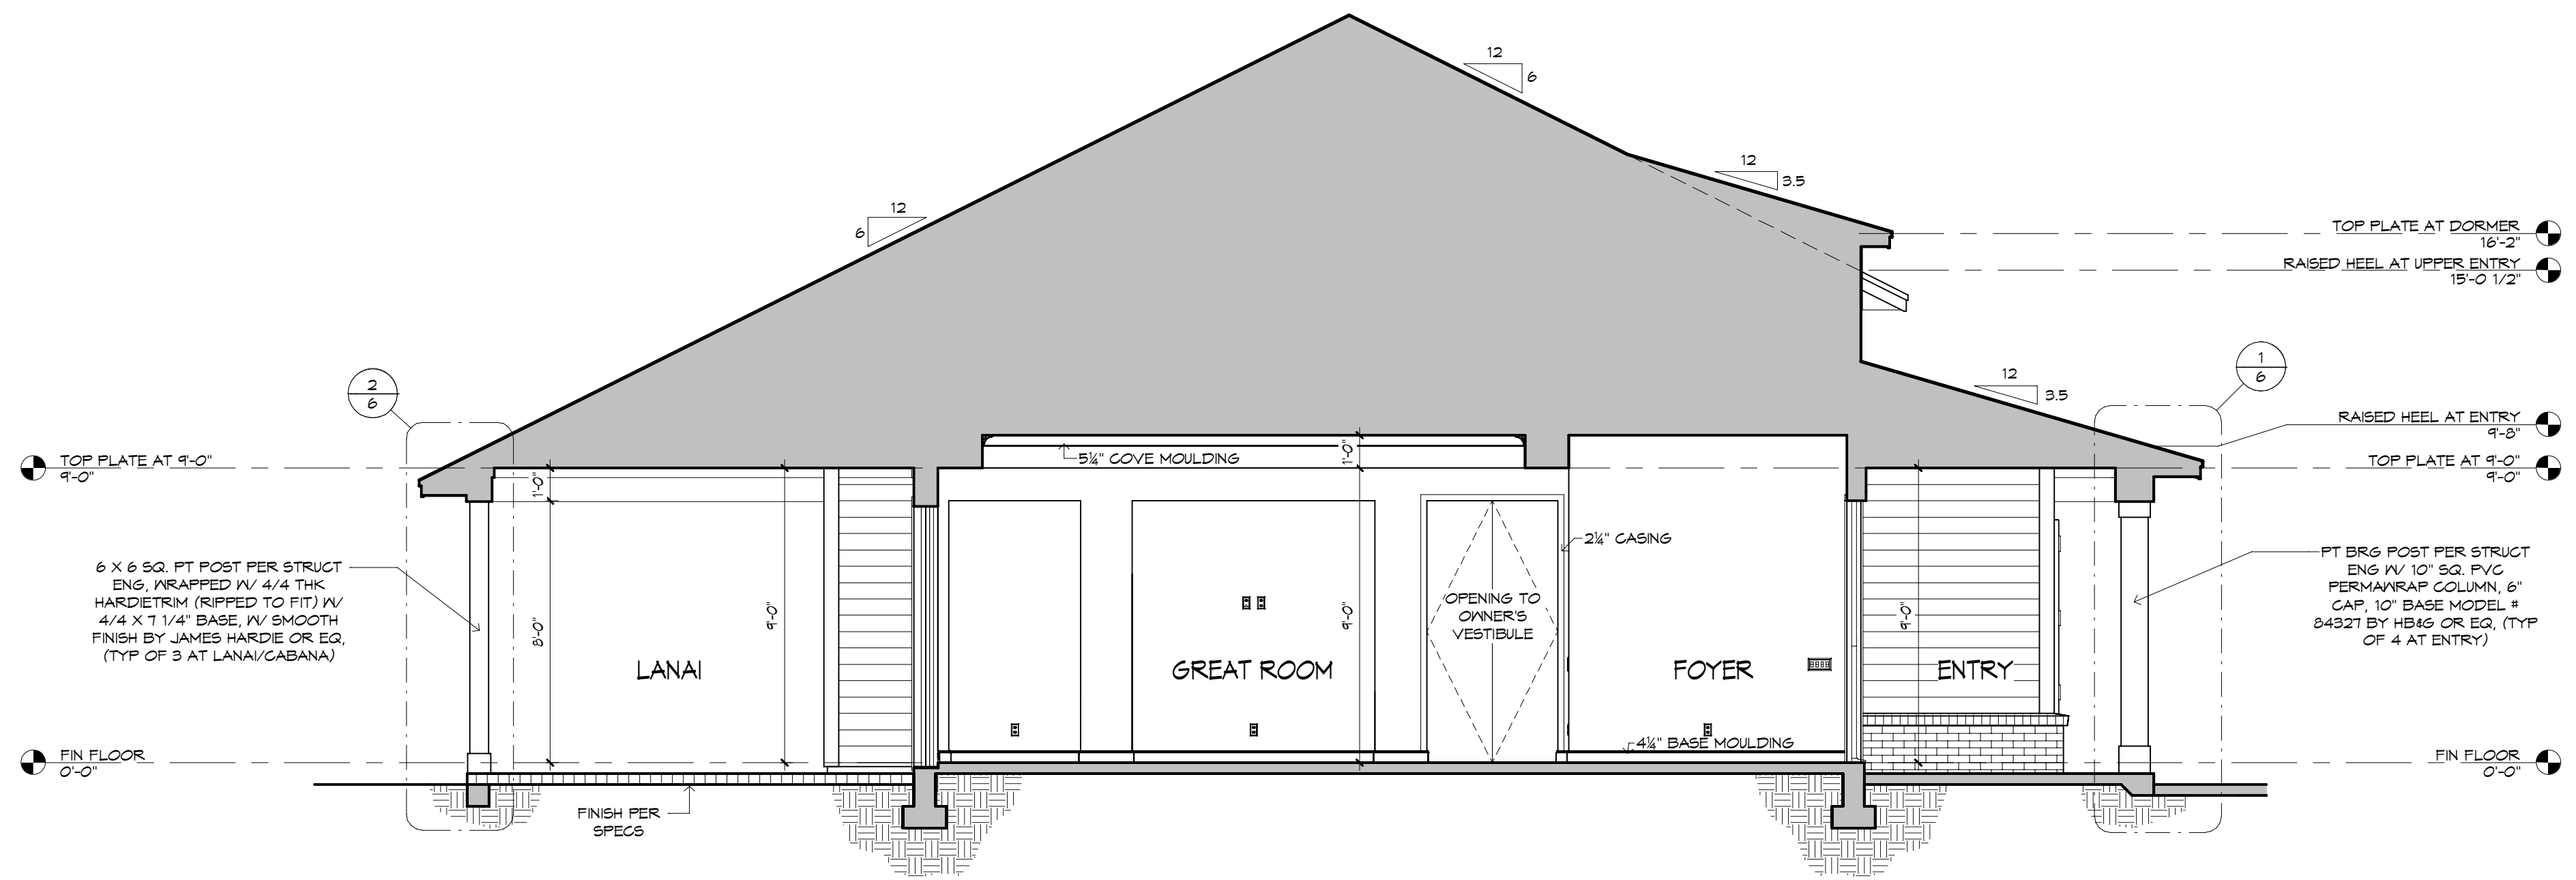 12
6
12
3.5
12
6
TOP PLATE AT DORMER
16'-2"
RAISED HEEL AT UPPER ENTRY
15'-0 1/2"
2
6
1
6
12
3.5
RAISED HEEL AT ENTRY
9'-8"
TOP PLATE AT 9'-0"
9'-0"
TOP PLATE AT 9'-0"
9'-0"
1'-0"
5¼" COVE MOULDING
1'-0"
6 X 6 SQ. PT POST PER STRUCT
ENG, WRAPPED W/ 4/4 THK
HARDIETRIM (RIPPED TO FIT) W/
4/4 X 7 1/4" BASE, W/ SMOOTH
FINISH BY JAMES HARDIE OR EQ,
(TYP OF 3 AT LANAI/CABANA)
8'-0"
9'-0"
LANAI
GREAT ROOM
9'-0"
OPENING TO
OWNER'S
VESTIBULE
2¼" CASING
FOYER
9'-0"
ENTRY
PT BRG POST PER STRUCT
ENG W/ 10" SQ. PVC
PERMAWRAP COLUMN, 6"
CAP, 10" BASE MODEL #
84327 BY HB&G OR EQ, (TYP
OF 4 AT ENTRY)
4¼" BASE MOULDING
FIN FLOOR
0'-0"
FIN FLOOR
0'-0"
FINISH PER
SPECS